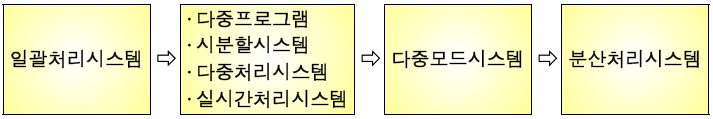 일괄처리시스템
· 다중프로그램
· 시분할시스템
· 다중처리시스템
· 실시간처리시스템
다중모드시스템
분산처리시스템